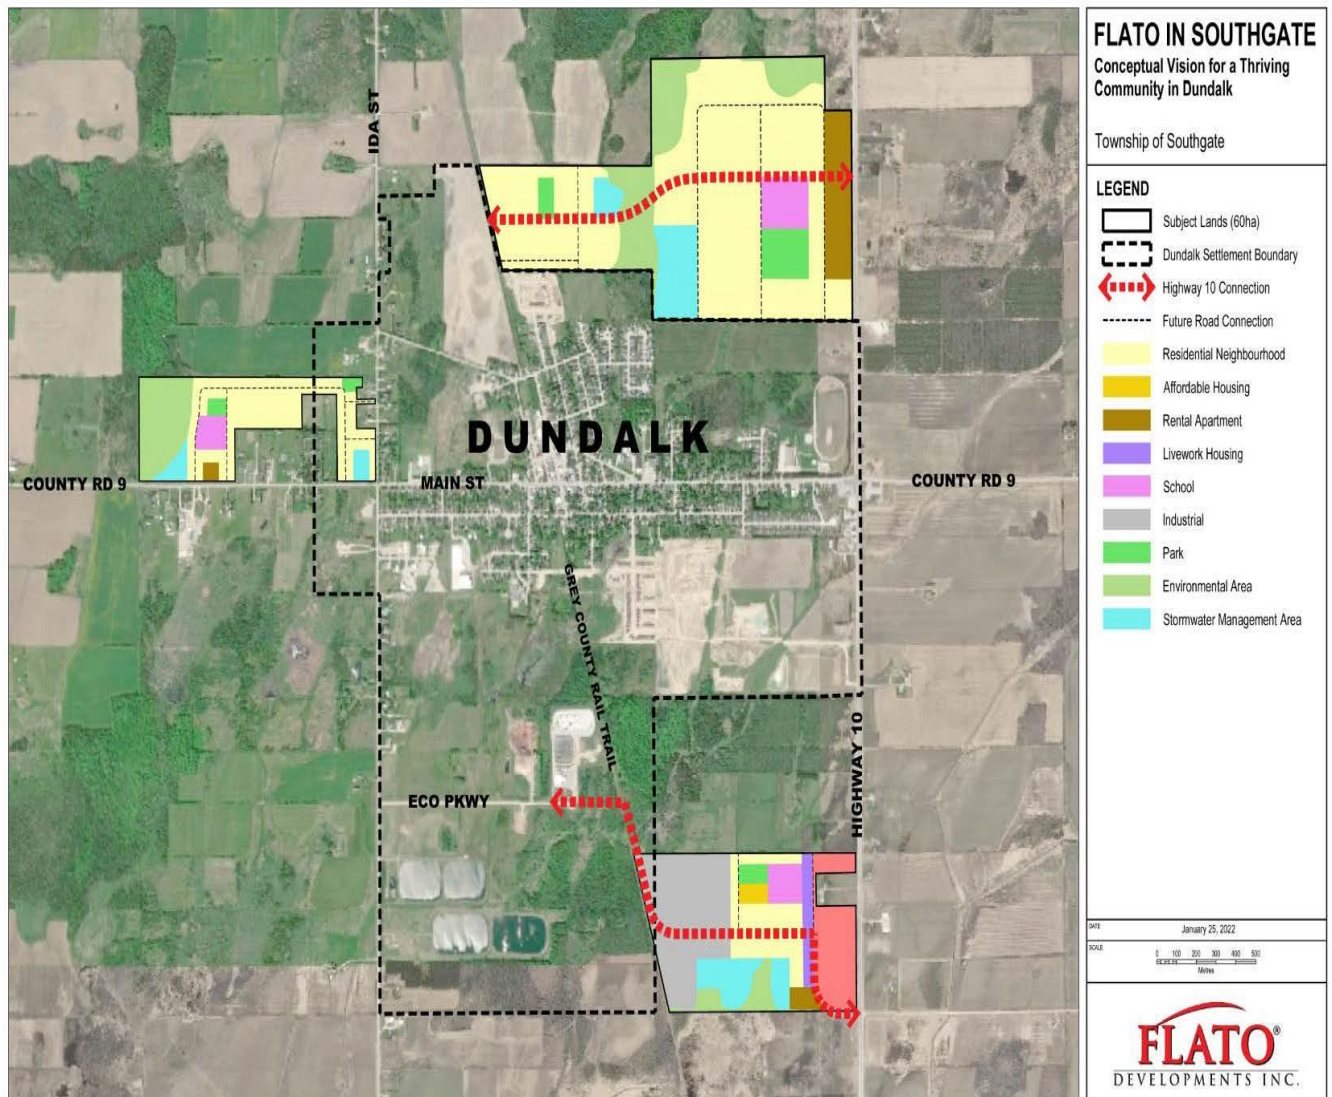 FLATO IN SOUTHGATE
Conceptual Vision for a Thriving
Community in Dundalk
Township of Southgate
LEGEND
Subject Lands (60ha)
Dundalk Settlement Boundary
Highway 10 Connection
Future Road Connection
Residential Neighbourhood
Affordable Housing
Rental Apartment
Livework Housing
School
Industrial
Park
Environmental Area
Stormwater Management Area
IDA ST
DUNDALK
COUNTY RD 9
MAIN ST
COUNTY RD 9
GREY COUNTY RAIL TRAIL
HIGHWAY 10
ECO PKWY
DATE
January 25, 2022
SCALE
0 100 200 300 400 500
Metres
FLATO®
DEVELOPMENTS INC.